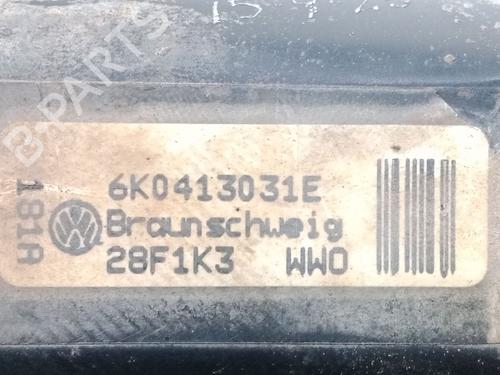 B-PARTS
6K0413031E
Braunschweig
28F1K3 WWO
181A